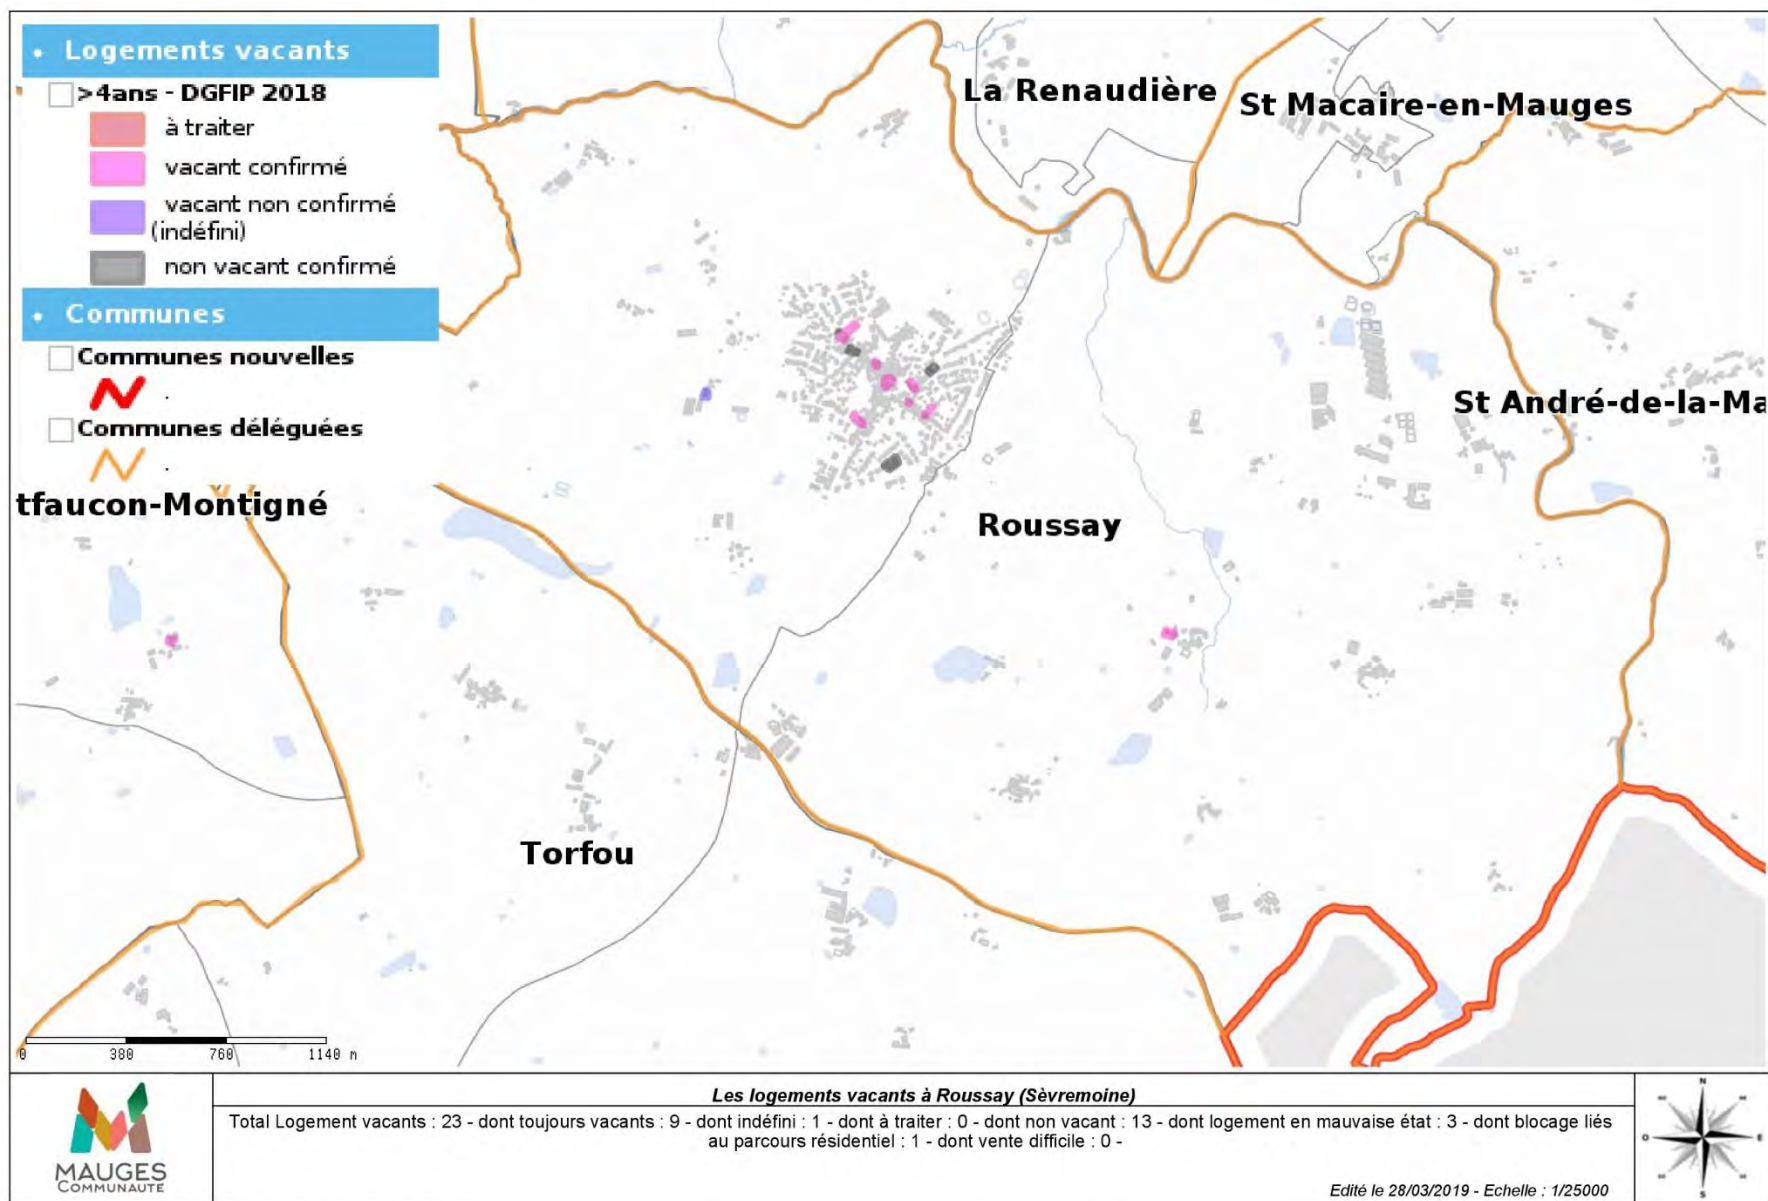 Logements vacants
>4ans - DGFIP 2018
à traiter
vacant confirmé
vacant non confirmé
(indéfini)
non vacant confirmé
Communes
Communes nouvelles
.
Communes déléguées
.
La Renaudière
St Macaire-en-Mauges
St André-de-la-Ma
tfaucon-Montigné
Roussay
Torfou
0 380 760 1140 m
MAUGES
COMMUNAUTÉ
Les logements vacants à Roussay (Sèvremoine)
Total Logement vacants : 23 - dont toujours vacants : 9 - dont indéfini : 1 - dont à traiter : 0 - dont non vacant : 13 - dont logement en mauvaise état : 3 - dont blocage liés
au parcours résidentiel : 1 - dont vente difficile : 0 -
Edité le 28/03/2019 - Echelle : 1/25000
N
O
E
S